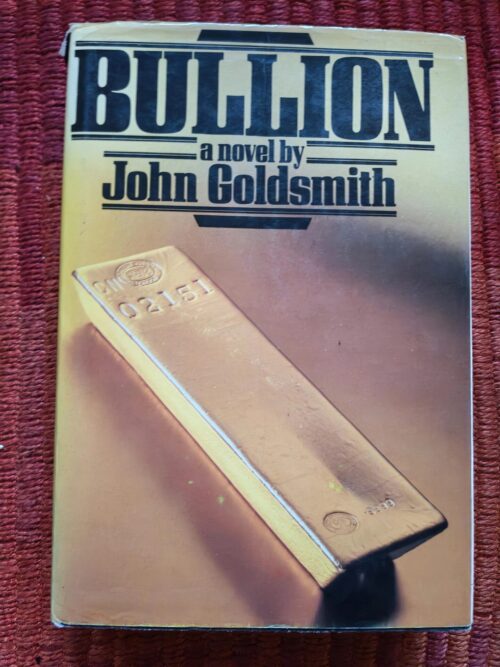 BULLION
a novel by
John Goldsmith
02151